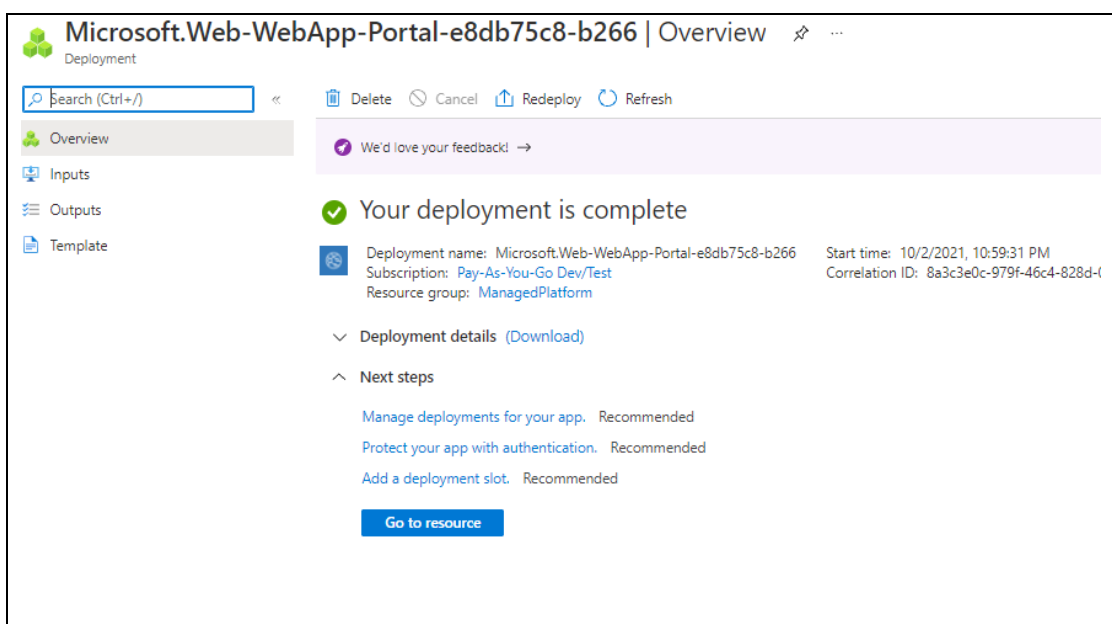 Microsoft.Web-WebApp-Portal-e8db75c8-b266 | Overview ...
Deployment
Search (Ctrl+/) «
Delete Cancel Redeploy Refresh
Overview
We'd love your feedback! →
Inputs
Outputs
Template
Your deployment is complete
Deployment name: Microsoft.Web-WebApp-Portal-e8db75c8-b266 Start time: 10/2/2021, 10:59:31 PM
Subscription: Pay-As-You-Go Dev/Test Correlation ID: 8a3c3e0c-979f-46c4-828d-
Resource group: ManagedPlatform
Deployment details (Download)
Next steps
Manage deployments for your app. Recommended
Protect your app with authentication. Recommended
Add a deployment slot. Recommended
Go to resource